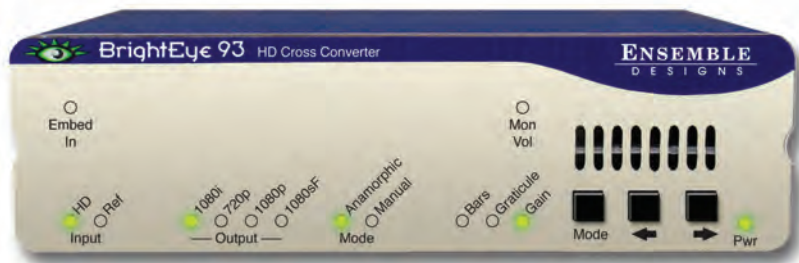 BrightEye 93 HD Cross Converter
ENSEMBLE
DESIGNS
Embed
In
Mon
Vol
HD
Ref
Input
1080i
720p
1080p
1080sF
Output
Anamorphic
Manual
Mode
Bars
Graticule
Gain
Mode
Pwr